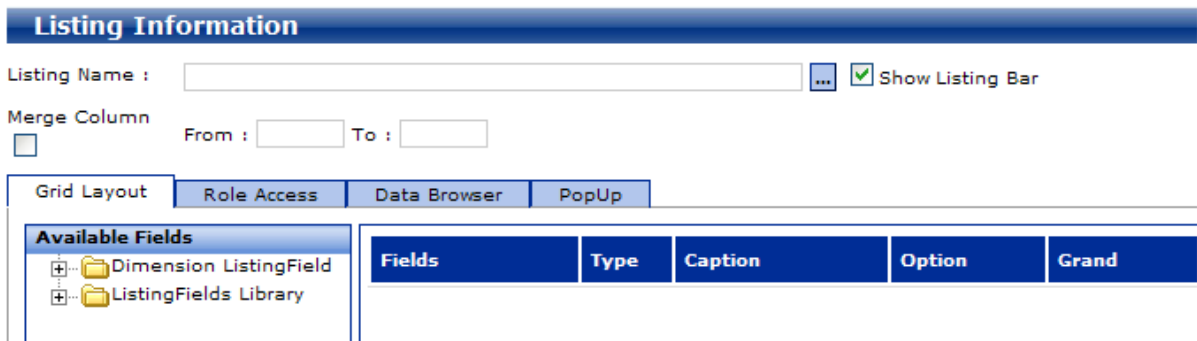 Listing Information
Listing Name :
... Show Listing Bar
Merge Column
From : To :
Grid Layout Role Access Data Browser PopUp
Available Fields
Fields Type Caption Option Grand
Dimension ListingField
ListingFields Library